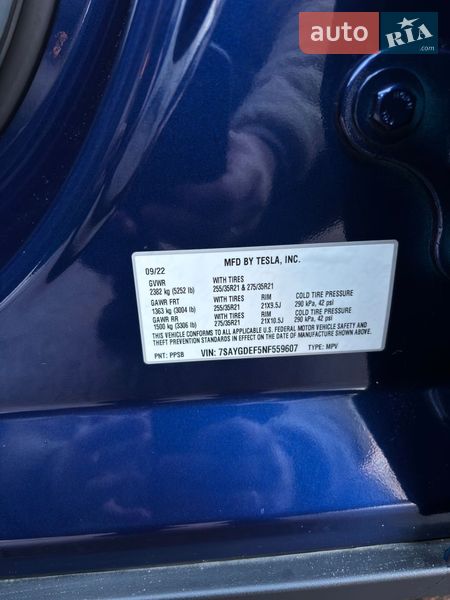 auto RIA
.com
MFD BY TESLA, INC.
09/22
GVWR WITH TIRES
2382 kg (5252 lb) 255/35R21 & 275/35R21
GAWR FRT WITH TIRES RIM COLD TIRE PRESSURE
1363 kg (3004 lb) 255/35R21 21X9.5J 290 kPa, 42 psi
GAWR RR WITH TIRES RIM COLD TIRE PRESSURE
1500 kg (3306 lb) 275/35R21 21X10.5J 290 kPa, 42 psi
THIS VEHICLE CONFORMS TO ALL APPLICABLE U.S. FEDERAL MOTOR VEHICLE SAFETY AND
THEFT PREVENTION STANDARDS IN EFFECT ON THE DATE OF MANUFACTURE SHOWN ABOVE.
PNT: PPSB VIN: 7SAYGDEF5NF559607 TYPE: MPV